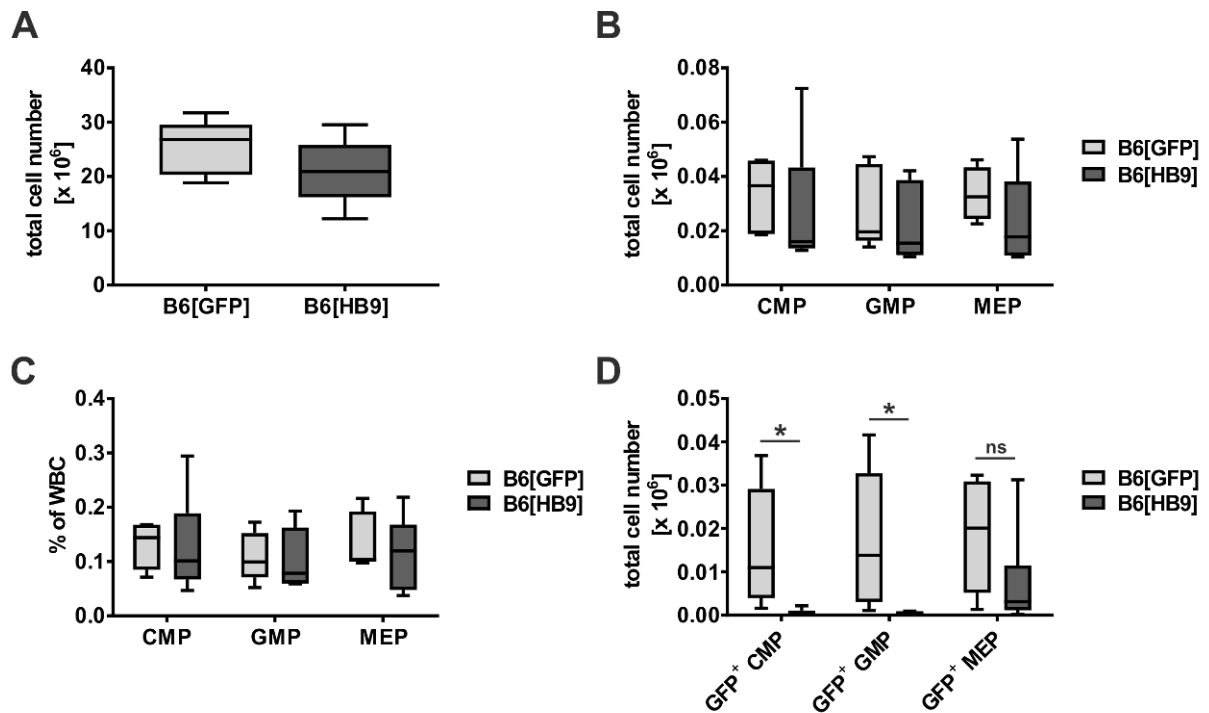 A
total cell number
[x 10⁶]
40
30
20
10
0
B6[GFP]
B6[HB9]
B
total cell number
[x 10⁶]
0.08
0.06
0.04
0.02
0.00
CMP
GMP
MEP
B6[GFP]
B6[HB9]
C
% of WBC
0.4
0.3
0.2
0.1
0.0
CMP
GMP
MEP
B6[GFP]
B6[HB9]
D
total cell number
[x 10⁶]
0.05
0.04
0.03
0.02
0.01
0.00
*
*
ns
GFP⁺ CMP
GFP⁺ GMP
GFP⁺ MEP
B6[GFP]
B6[HB9]